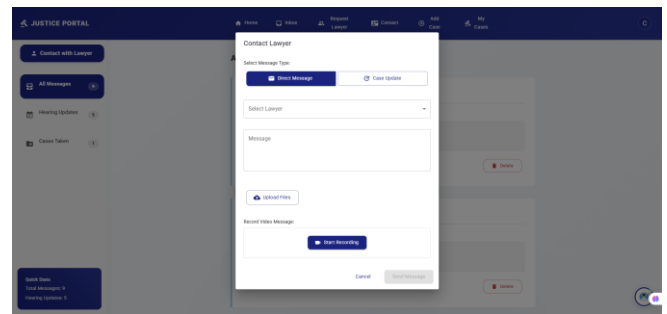 JUSTICE PORTAL
Home
Inbox
Request Lawyer
Contact
Add Case
My Cases
C
Contact with Lawyer
All Messages
Hearing Updates
Cases Taken
Quick Stats
Total Messages: 9
Hearing Updates: 5
A
Contact Lawyer
Select Message Type:
Direct Message
Case Update
Select Lawyer
Message
Upload Files
Record Video Message:
Start Recording
Cancel
Send Message
Delete
Delete